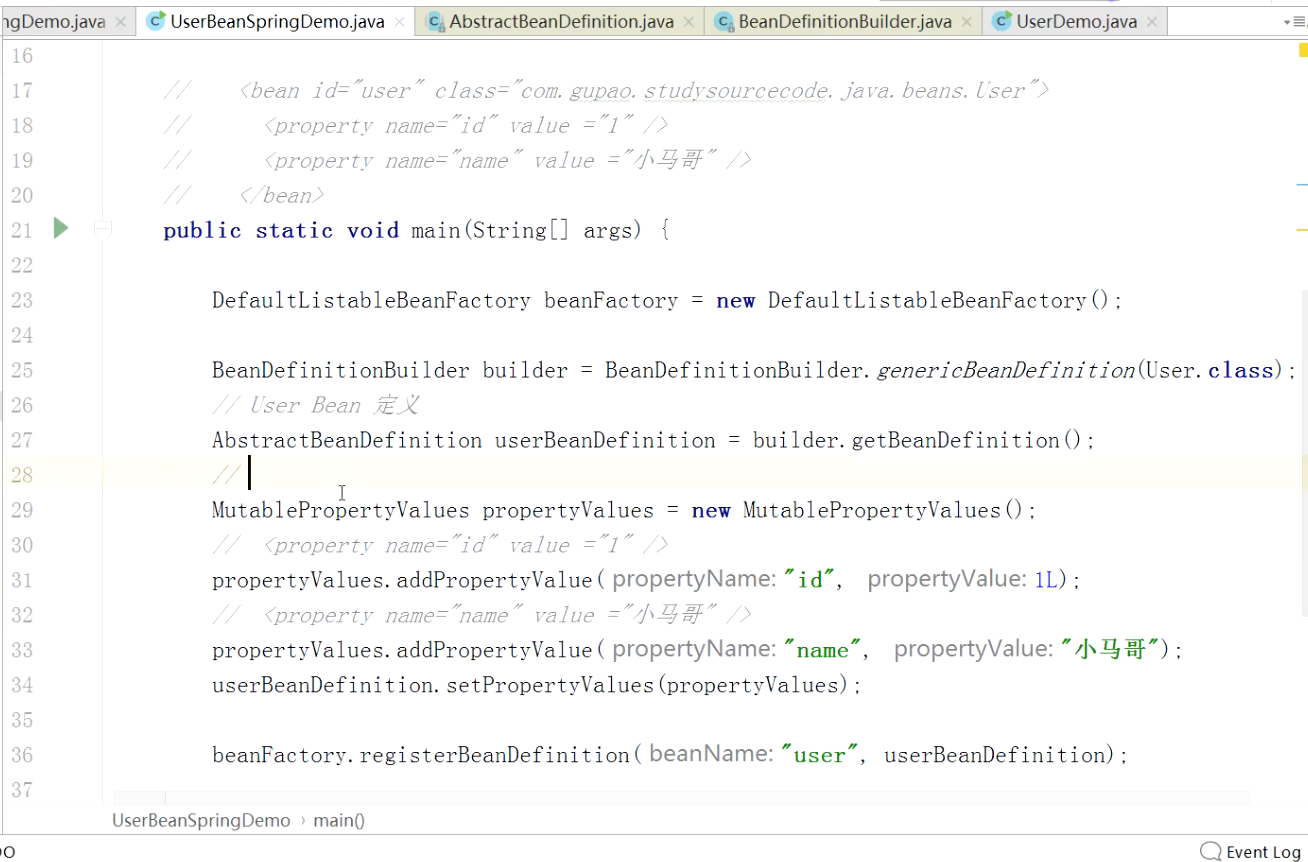 ngDemo.java × UserBeanSpringDemo.java × AbstractBeanDefinition.java × BeanDefinitionBuilder.java × UserDemo.java ×
16
17 // <bean id="user" class="com.gupao.studysourcecode.java.beans.User">
18 // <property name="id" value ="1" />
19 // <property name="name" value ="小马哥" />
20 // </bean>
21 public static void main(String[] args) {
22
23 DefaultListableBeanFactory beanFactory = new DefaultListableBeanFactory();
24
25 BeanDefinitionBuilder builder = BeanDefinitionBuilder.genericBeanDefinition(User.class);
26 // User Bean 定义
27 AbstractBeanDefinition userBeanDefinition = builder.getBeanDefinition();
28 //
29 MutablePropertyValues propertyValues = new MutablePropertyValues();
30 // <property name="id" value ="1" />
31 propertyValues.addPropertyValue( propertyName: "id", propertyValue: 1L);
32 // <property name="name" value ="小马哥" />
33 propertyValues.addPropertyValue( propertyName: "name", propertyValue: "小马哥");
34 userBeanDefinition.setPropertyValues(propertyValues);
35
36 beanFactory.registerBeanDefinition( beanName: "user", userBeanDefinition);
37
UserBeanSpringDemo › main()
DO Event Log